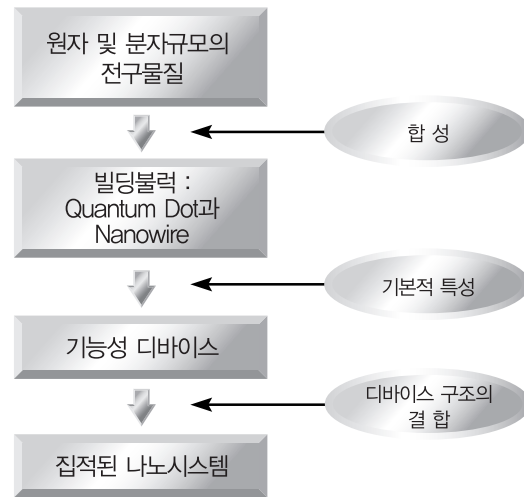 원자 및 분자규모의
전구물질
합 성
빌딩불럭 :
Quantum Dot과
Nanowire
기본적 특성
기능성 디바이스
디바이스 구조의
결 합
집적된 나노시스템